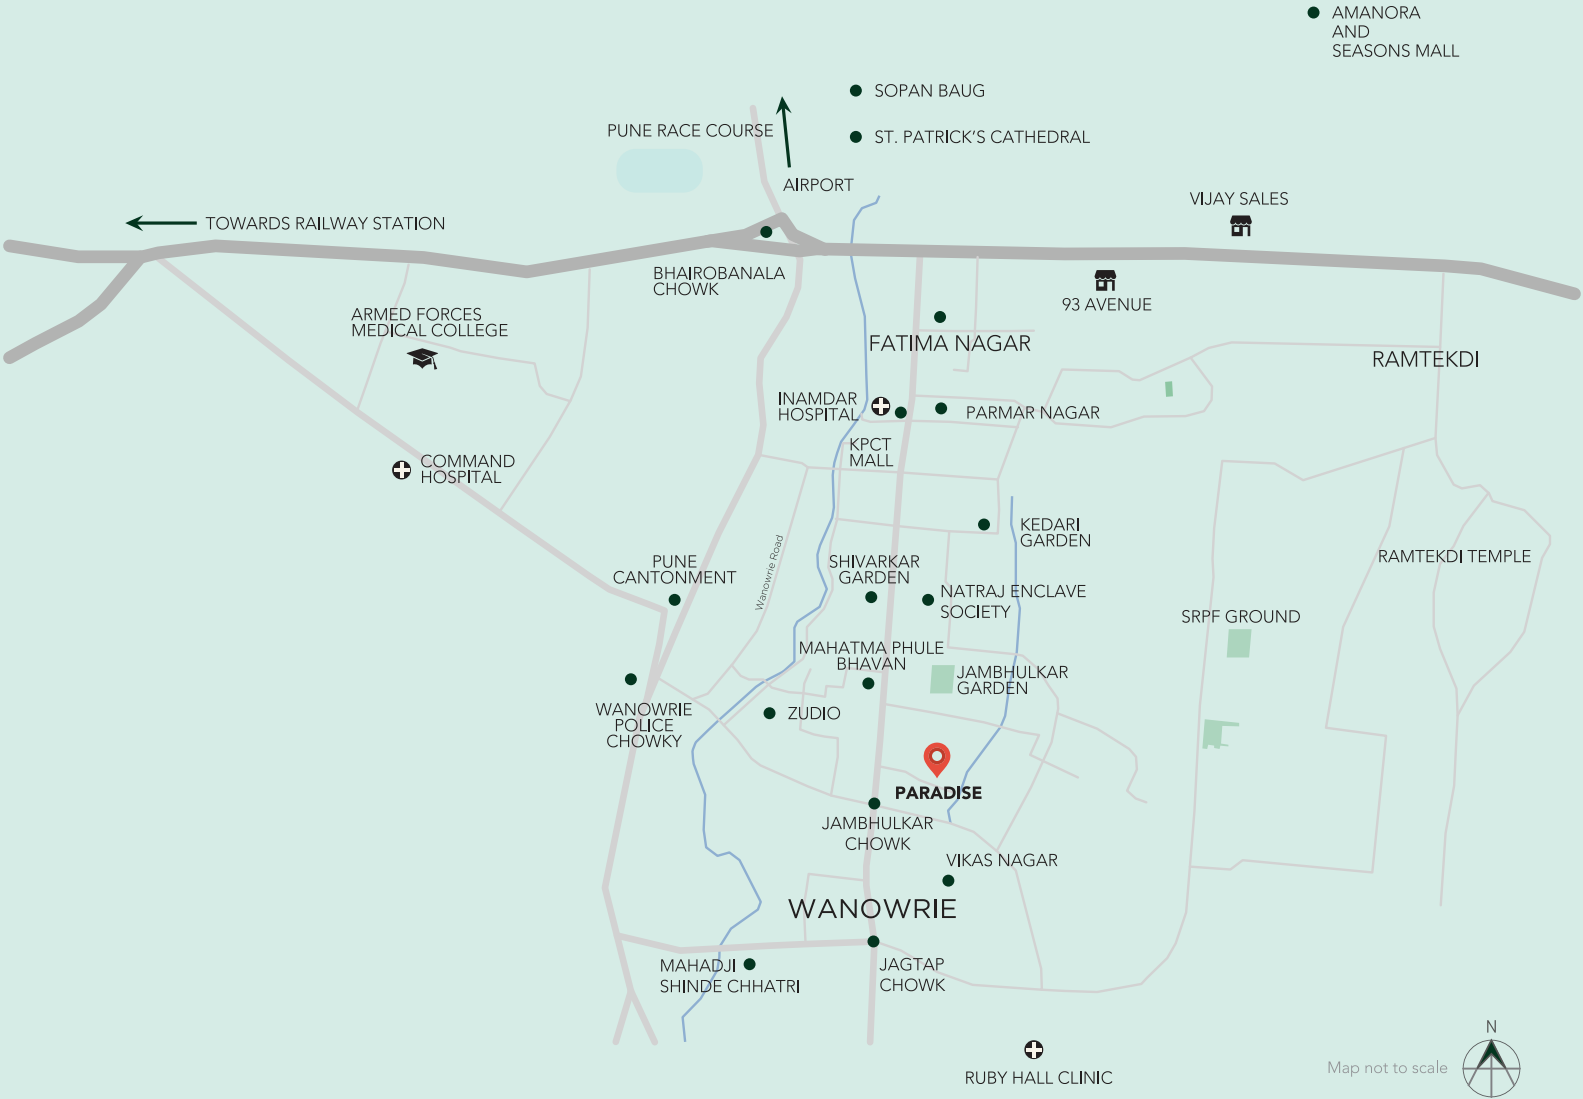 AMANORA
AND
SEASONS MALL
SOPAN BAUG
PUNE RACE COURSE
ST. PATRICK'S CATHEDRAL
AIRPORT
VIJAY SALES
TOWARDS RAILWAY STATION
BHAIROBANALA
CHOWK
93 AVENUE
ARMED FORCES
MEDICAL COLLEGE
FATIMA NAGAR
RAMTEKDI
INAMDAR
HOSPITAL
PARMAR NAGAR
KPCT
MALL
COMMAND
HOSPITAL
KEDARI
GARDEN
PUNE
CANTONMENT
Wanowrie Road
SHIVARKAR
GARDEN
RAMTEKDI TEMPLE
NATRAJ ENCLAVE
SOCIETY
SRPF GROUND
MAHATMA PHULE
BHAVAN
JAMBHULKAR
GARDEN
WANOWRIE
POLICE
CHOWKY
ZUDIO
PARADISE
JAMBHULKAR
CHOWK
VIKAS NAGAR
WANOWRIE
MAHADJI
SHINDE CHHATRI
JAGTAP
CHOWK
N
Map not to scale
RUBY HALL CLINIC